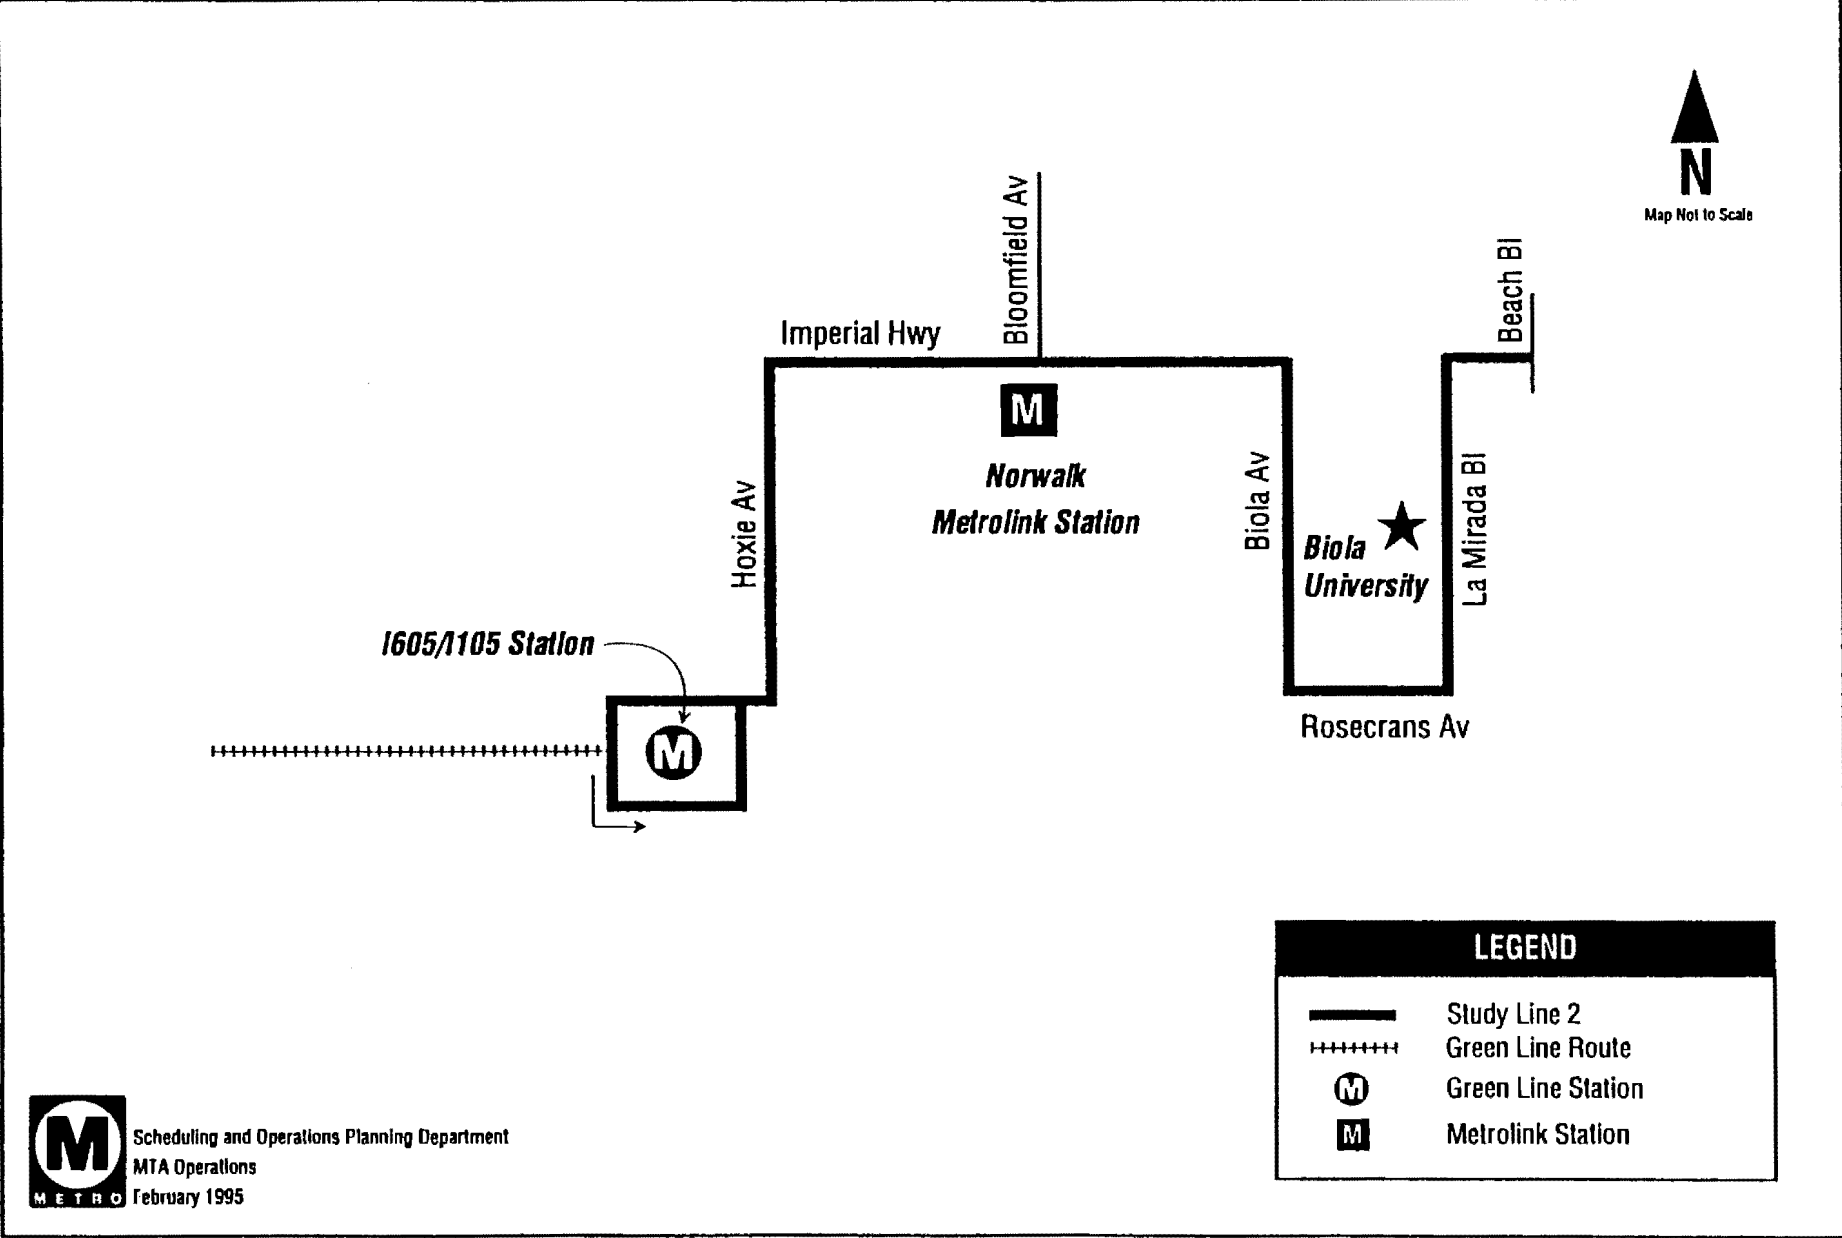 N
Map Not to Scale
Bloomfield Av
Beach Bl
Imperial Hwy
M
Norwalk
Metrolink Station
Hoxie Av
Biola Av
Biola
University
La Mirada Bl
I605/I105 Station
M
Rosecrans Av
LEGEND
Study Line 2
Green Line Route
M Green Line Station
M Metrolink Station
M
METRO
Scheduling and Operations Planning Department
MTA Operations
February 1995